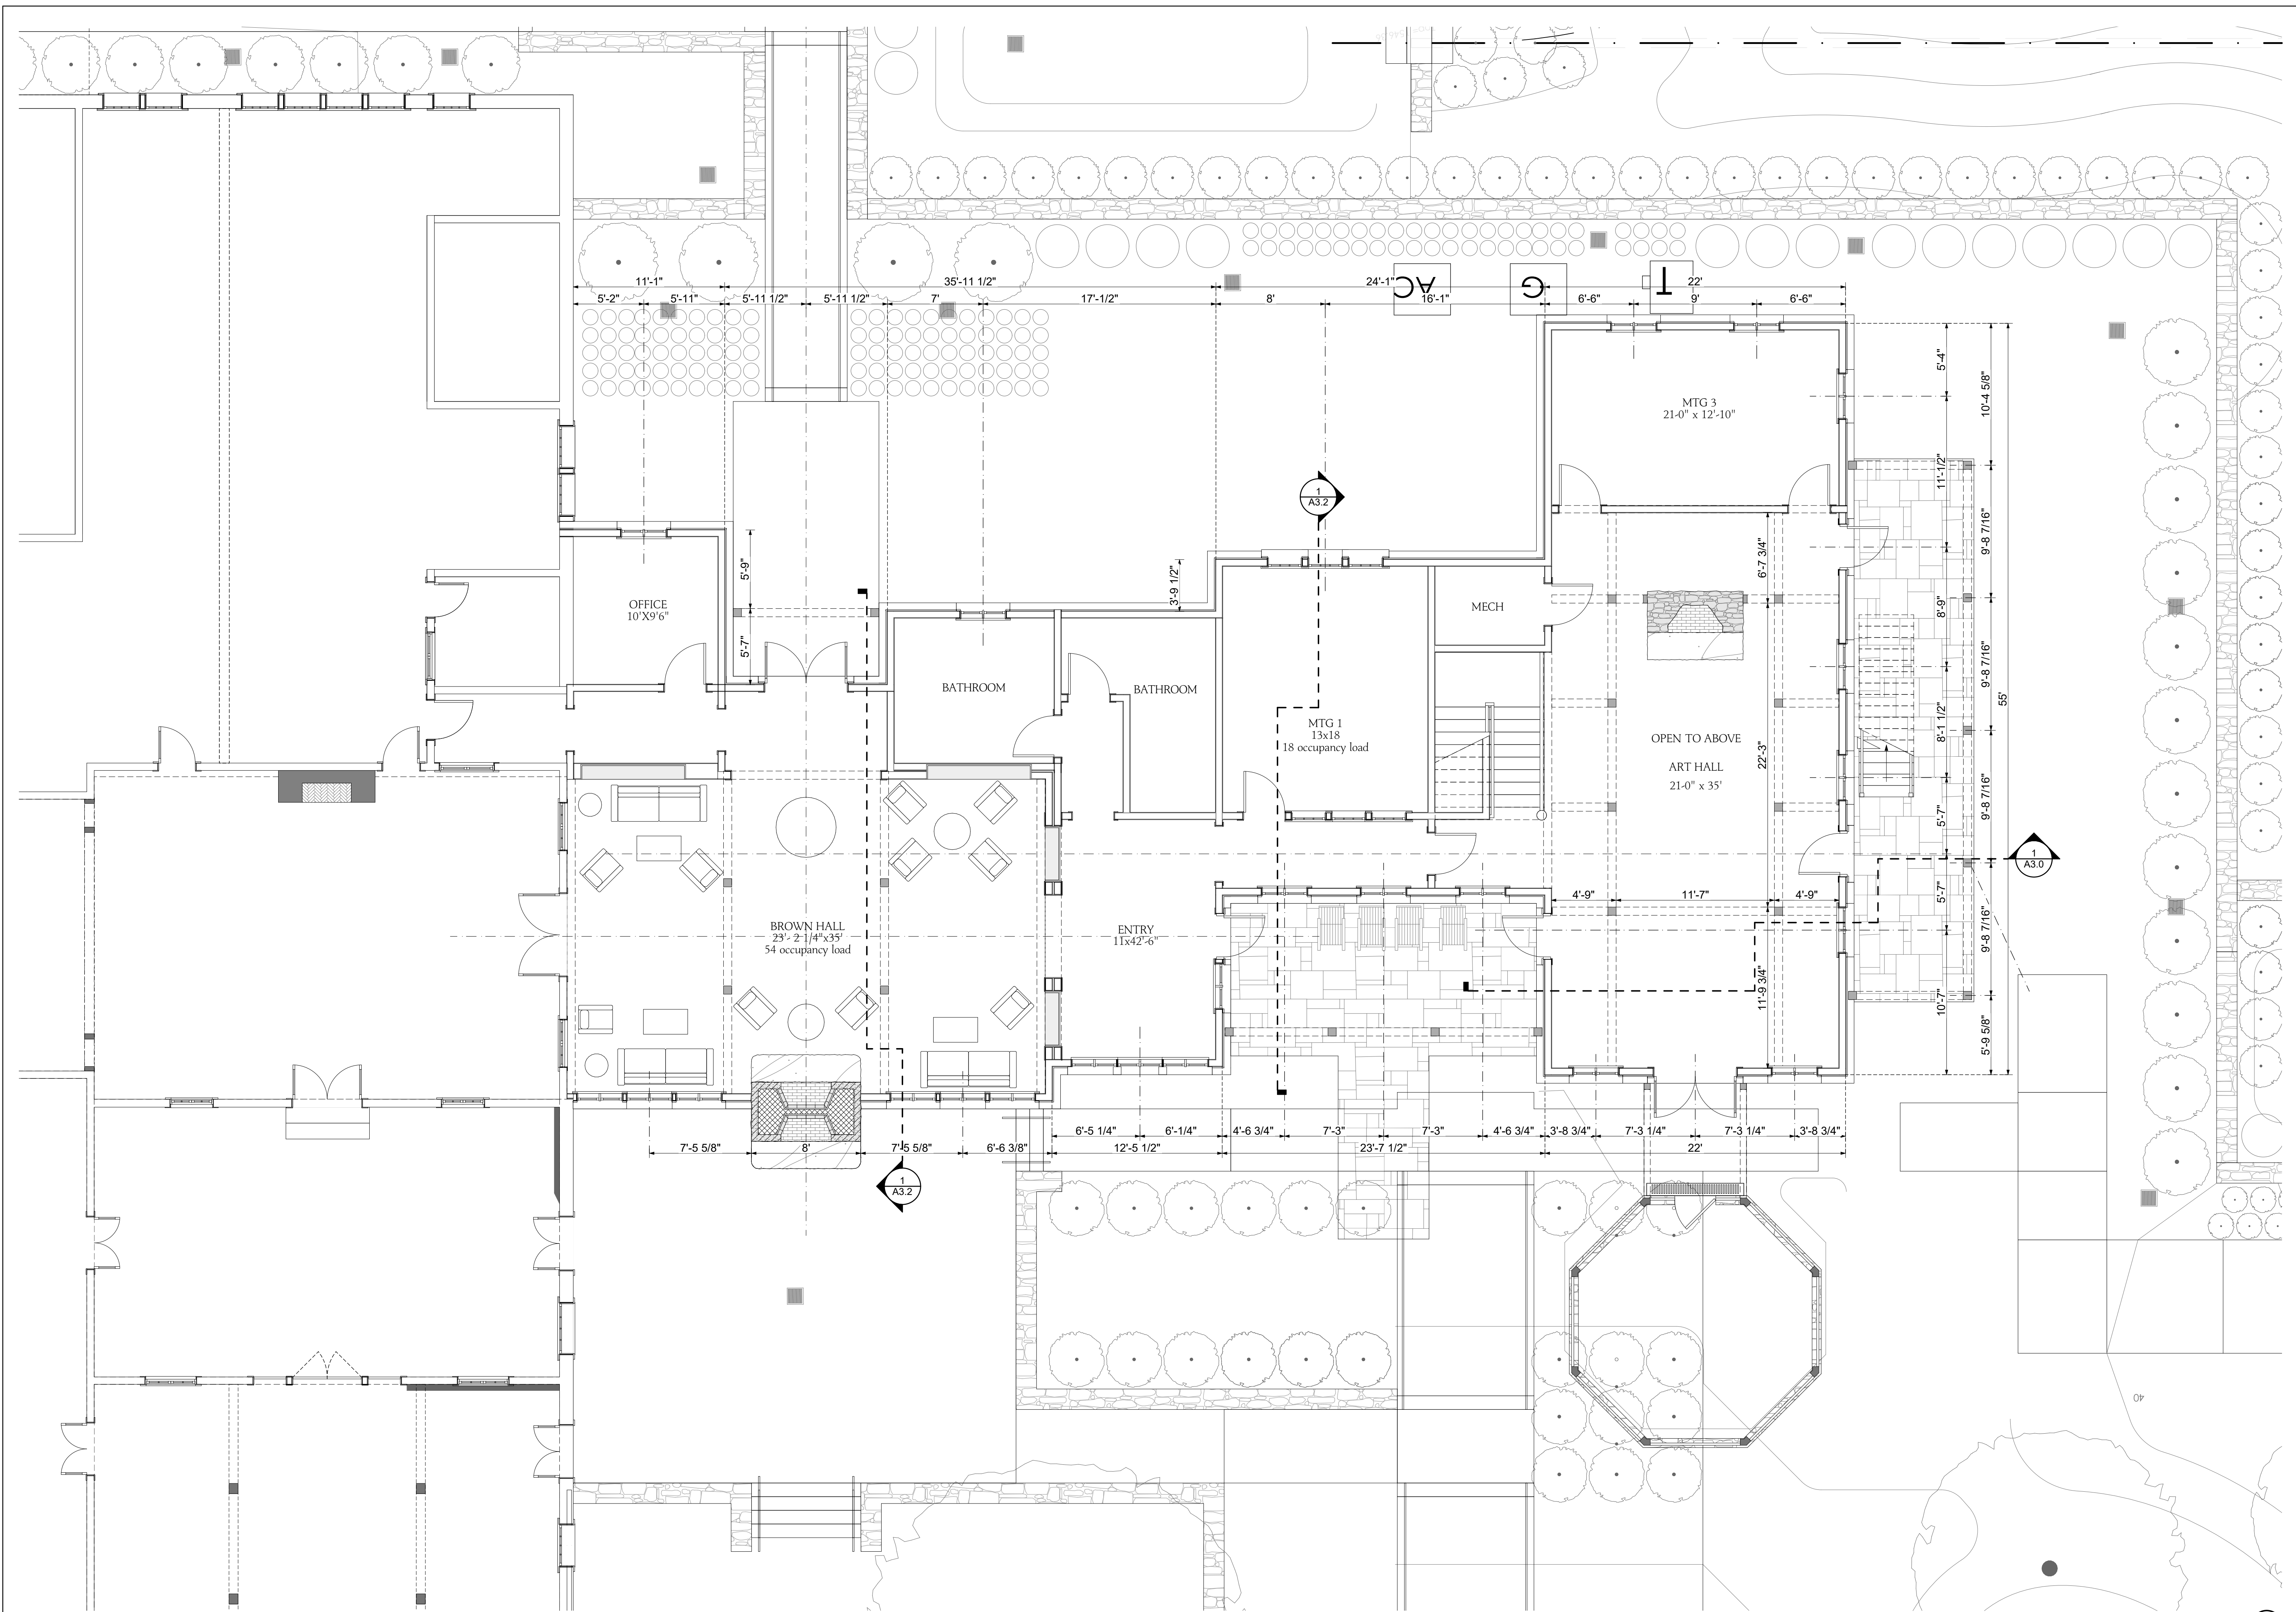 11'-1"
35'-11 1/2"
24'-1"
22'
5'-2"
5'-11"
5'-11 1/2"
5'-11 1/2"
7'
17'-1/2"
8'
16'-1"
6'-6"
9'
6'-6"
AC
G
T
5'-4"
10'-4 5/8"
MTG 3
21-0" x 12'-10"
11'-1/2"
1
A3.2
9'-8 7/16"
6'-7 3/4"
5'-9"
3'-9 1/2"
OFFICE
10'X9'6"
MECH
8'-9"
5'-7"
9'-8 7/16"
BATHROOM
BATHROOM
55'
MTG 1
13x18
18 occupancy load
8'-1 1/2"
OPEN TO ABOVE
ART HALL
21-0" x 35'
22'-3"
9'-8 7/16"
5'-7"
1
A3.0
4'-9"
11'-7"
4'-9"
5'-7"
BROWN HALL
23'- 2 1/4"x35'
54 occupancy load
ENTRY
11x42'-6"
9'-8 7/16"
11'-9 3/4"
10'-7"
5'-9 5/8"
6'-5 1/4"
6'-1/4"
4'-6 3/4"
7'-3"
7'-3"
4'-6 3/4"
3'-8 3/4"
7'-3 1/4"
7'-3 1/4"
3'-8 3/4"
7'-5 5/8"
8'
7'-5 5/8"
6'-6 3/8"
12'-5 1/2"
23'-7 1/2"
22'
1
A3.2
40